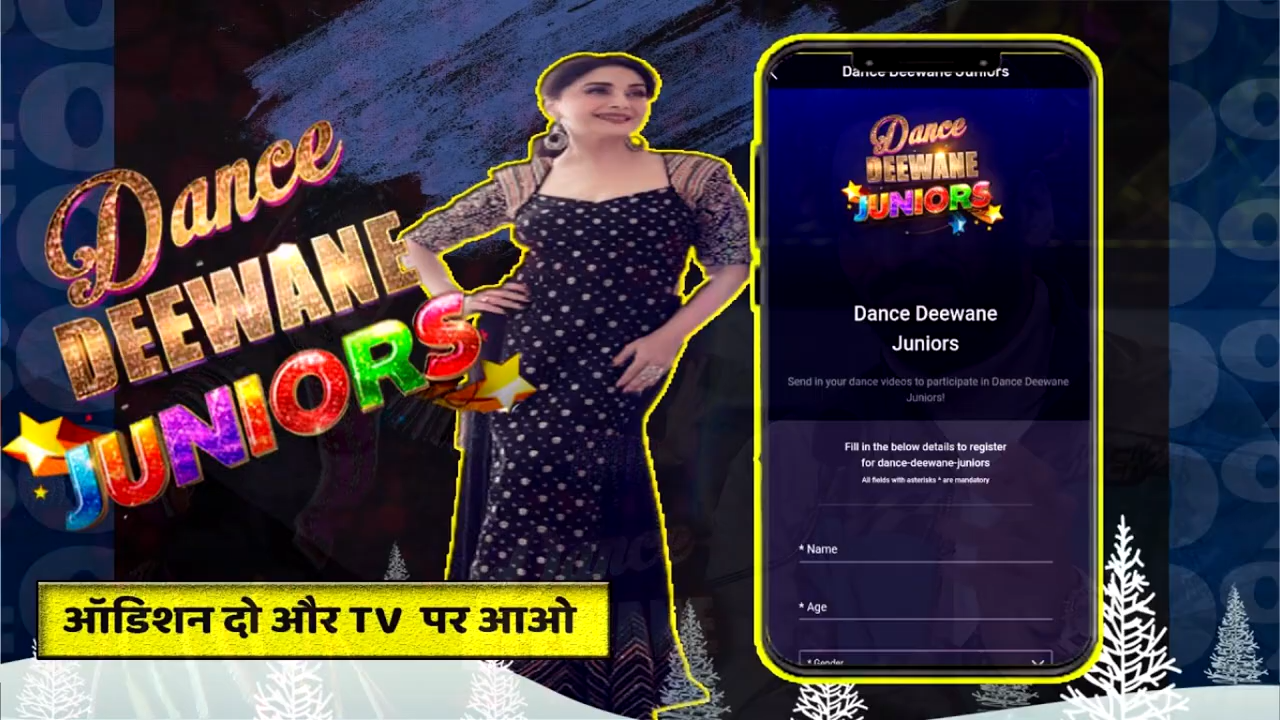 Dance
DEEWANE
JUNIORS
ऑडिशन दो और TV पर आओ
Dance Deewane Juniors
Dance
DEEWANE
JUNIORS
Dance Deewane
Juniors
Send in your dance videos to participate in Dance Deewane
Juniors!
Fill in the below details to register
for dance-deewane-juniors
All fields with asterisks * are mandatory
* Name
* Age
* Gender